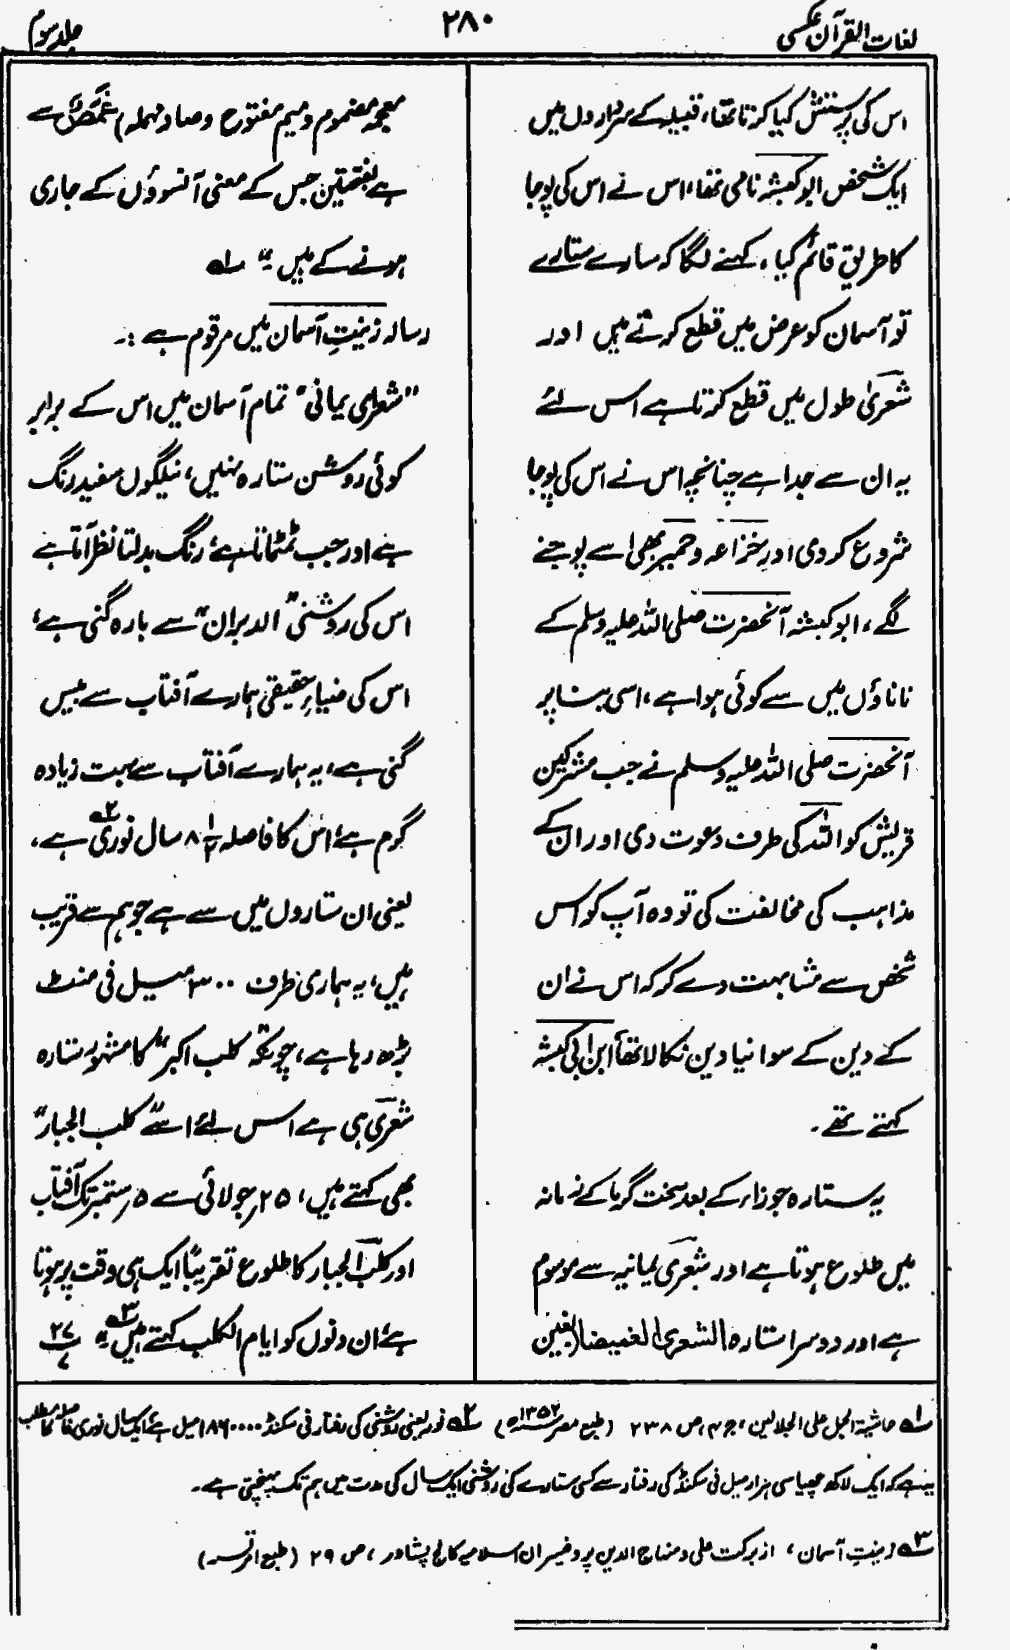 لغات القرآن عکسی
۲۸۰
جلد سوم
اس کی پرستش کیا کرتا تھا، قبیلہ کے سرداروں میں
ایک شخص ابو کبشہ نامی تھا، اس نے اس کی پوجا
کا طریق قائم کیا، کہنے لگا کہ سارے ستارے
تو آسمان کو عرض میں قطع کرتے ہیں اور
شعریٰ طول میں قطع کرتا ہے اس لئے
یہ ان سے جدا ہے چنانچہ اس نے اس کی پوجا
شروع کردی اور خزاعہ و حمیر بھی اسے پوجنے
لگے، ابو کبشہ آنحضرت صلی اللہ علیہ وسلم کے
ناناؤں میں سے کوئی ہوا ہے، اسی بنا پر
آنحضرت صلی اللہ علیہ وسلم نے جب مشرکین
قریش کو اللہ کی طرف دعوت دی اور ان کے
مذاہب کی مخالفت کی تو وہ آپ کو اس
شخص سے مشابہت دے کر کہ اس نے ان
کے دین کے سوا نیا دین نکالا تھا ابن ابی کبشہ
کہتے تھے۔
یہ ستارہ جوزاء کے بعد سخت گرما کے زمانہ
میں طلوع ہوتا ہے اور شعریٰ یمانیہ سے موسوم
ہے اور دوسرا ستارہ الشعریٰ الغمیضا (بغین
معجمہ مضموم و میم مفتوح و صاد مہملہ) غَمَصٌ سے
ہے بفتحتین جس کے معنی آنسوؤں کے جاری
ہونے کے ہیں" ۱؎
رسالہ زینتِ آسمان میں مرقوم ہے :۔
"شعرای یمانی" تمام آسمان میں اس کے برابر
کوئی روشن ستارہ نہیں، نیلگوں سفید رنگ
ہے اور جب ٹمٹماتا ہے، رنگ بدلتا نظر آتا ہے
اس کی روشنی "الدبران" سے بارہ گنی ہے،
اس کی ضیاء حقیقی ہمارے آفتاب سے بیس
گنی ہے، یہ ہمارے آفتاب سے بہت زیادہ
گرم ہے، اس کا فاصلہ ۸ ۱/۲ سال نوری ۲؎ ہے،
یعنی ان ستاروں میں سے ہے جو ہم سے قریب
ہیں، یہ ہماری طرف ۳۰۰ میل فی منٹ
بڑھ رہا ہے، چونکہ "کلب اکبر" کا مشہور ستارہ
شعریٰ ہی ہے اس لئے اسے "کلب الجبار"
بھی کہتے ہیں، ۲۵ جولائی سے ۵ ستمبر تک آفتاب
اور کلب الجبار کا طلوع تقریباً ایک ہی وقت پر ہوتا
ہے، ان دنوں کو ایام الکلب کہتے ہیں" ۳؎ ۲۷/۷
۱؎ حاشیۃ الجمل علی الجلالین، ج ۴، ص ۲۳۸ (طبع مصر ۱۳۵۲ھ) ۲؎ نور یعنی روشنی کی رفتار فی سکنڈ ۱۸۶۰۰۰ میل ہے، ایک سال نوری فاصلہ کا مطلب
یہ ہے کہ ایک لاکھ چھیاسی ہزار میل فی سکنڈ کی رفتار سے کسی ستارے کی روشنی ایک سال کی مدت میں ہم تک پہنچتی ہے۔
۳؎ زینتِ آسمان، از برکت علی و منہاج الدین پروفیسران اسلامیہ کالج پشاور، ص ۲۹ (طبع امرتسر)